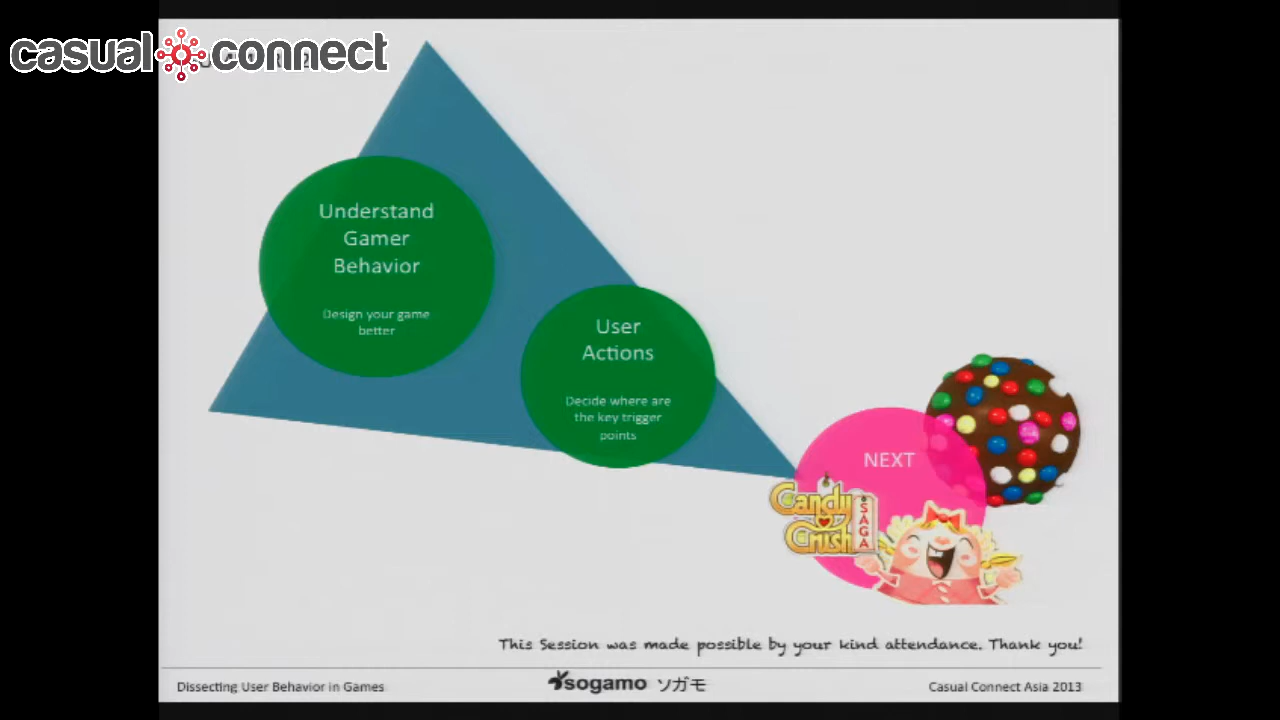 casual connect
Understand
Gamer
Behavior
Design your game
better
User
Actions
Decide where are
the key trigger
points
NEXT
Candy
Crush
SAGA
This Session was made possible by your kind attendance. Thank you!
Dissecting User Behavior in Games
sogamo ソガモ
Casual Connect Asia 2013